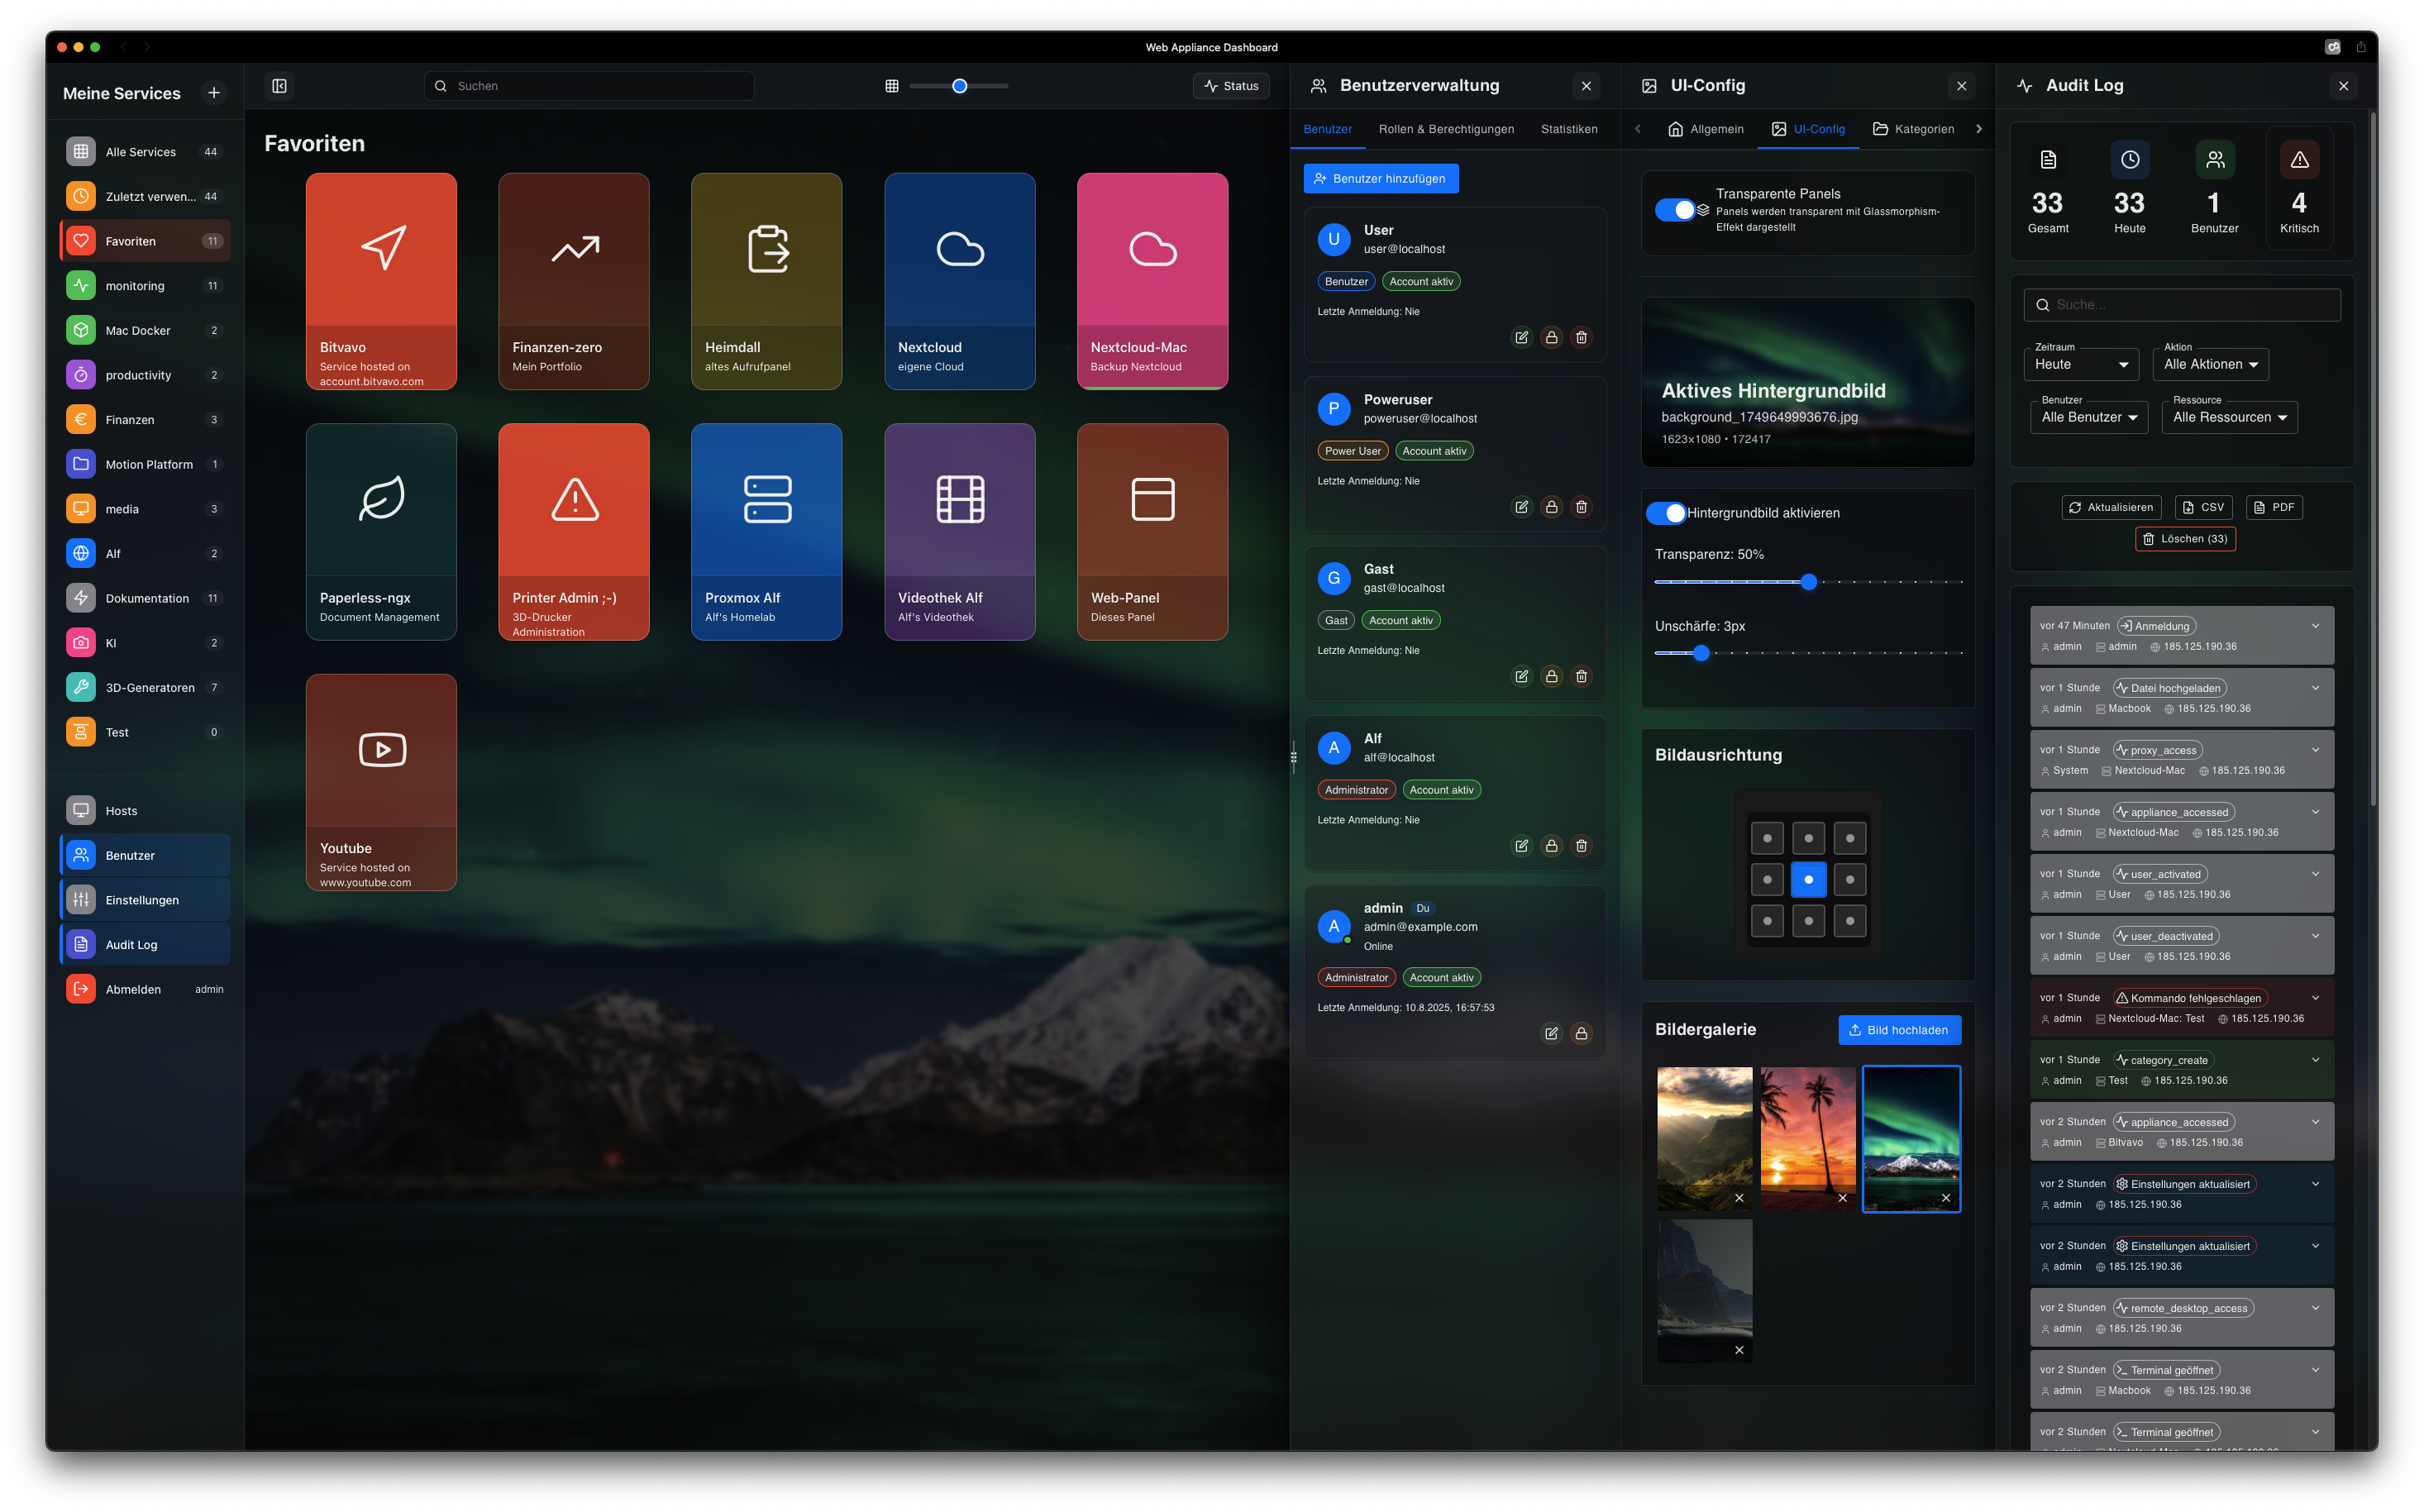 Web Appliance Dashboard
Meine Services
Alle Services 44
Zuletzt verwen... 44
Favoriten 11
monitoring 11
Mac Docker 2
productivity 2
Finanzen 3
Motion Platform 1
media 3
Alf 2
Dokumentation 11
KI 2
3D-Generatoren 7
Test 0
Hosts
Benutzer
Einstellungen
Audit Log
Abmelden admin
Suchen
Status
Favoriten
Bitvavo
Service hosted on
account.bitvavo.com
Finanzen-zero
Mein Portfolio
Heimdall
altes Aufrufpanel
Nextcloud
eigene Cloud
Nextcloud-Mac
Backup Nextcloud
Paperless-ngx
Document Management
Printer Admin ;-)
3D-Drucker
Administration
Proxmox Alf
Alf's Homelab
Videothek Alf
Alf's Videothek
Web-Panel
Dieses Panel
Youtube
Service hosted on
www.youtube.com
Benutzerverwaltung
Benutzer Rollen & Berechtigungen Statistiken
Benutzer hinzufügen
U
User
user@localhost
Benutzer Account aktiv
Letzte Anmeldung: Nie
P
Poweruser
poweruser@localhost
Power User Account aktiv
Letzte Anmeldung: Nie
G
Gast
gast@localhost
Gast Account aktiv
Letzte Anmeldung: Nie
A
Alf
alf@localhost
Administrator Account aktiv
Letzte Anmeldung: Nie
A
admin Du
admin@example.com
Online
Administrator Account aktiv
Letzte Anmeldung: 10.8.2025, 16:57:53
UI-Config
Allgemein UI-Config Kategorien
Transparente Panels
Panels werden transparent mit Glassmorphism-
Effekt dargestellt
Aktives Hintergrundbild
background_1749649993676.jpg
1623×1080 • 172417
Hintergrundbild aktivieren
Transparenz: 50%
Unschärfe: 3px
Bildausrichtung
Bildergalerie
Bild hochladen
Audit Log
33 33 1 4
Gesamt Heute Benutzer Kritisch
Suche...
Zeitraum Aktion
Heute Alle Aktionen
Benutzer Ressource
Alle Benutzer Alle Ressourcen
Aktualisieren CSV PDF
Löschen (33)
vor 47 Minuten Anmeldung
admin admin 185.125.190.36
vor 1 Stunde Datei hochgeladen
admin Macbook 185.125.190.36
vor 1 Stunde proxy_access
System Nextcloud-Mac 185.125.190.36
vor 1 Stunde appliance_accessed
admin Nextcloud-Mac 185.125.190.36
vor 1 Stunde user_activated
admin User 185.125.190.36
vor 1 Stunde user_deactivated
admin User 185.125.190.36
vor 1 Stunde Kommando fehlgeschlagen
admin Nextcloud-Mac: Test 185.125.190.36
vor 1 Stunde category_create
admin Test 185.125.190.36
vor 2 Stunden appliance_accessed
admin Bitvavo 185.125.190.36
vor 2 Stunden Einstellungen aktualisiert
admin 185.125.190.36
vor 2 Stunden Einstellungen aktualisiert
admin 185.125.190.36
vor 2 Stunden remote_desktop_access
admin 185.125.190.36
vor 2 Stunden Terminal geöffnet
admin Macbook 185.125.190.36
vor 2 Stunden Terminal geöffnet